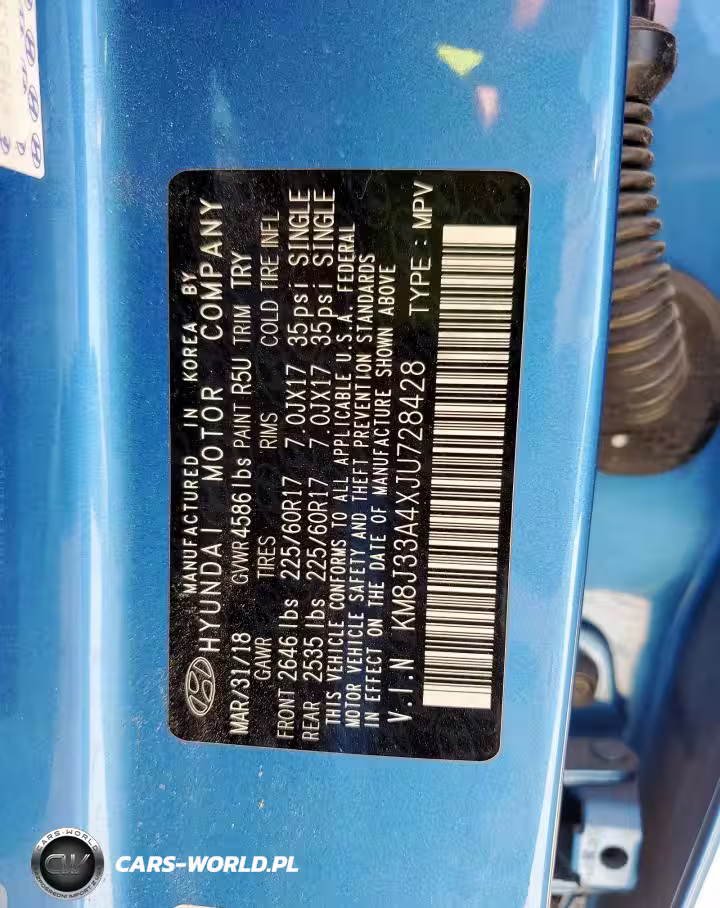 MANUFACTURED IN KOREA BY
HYUNDAI MOTOR COMPANY
MAR/31/18 GVWR 4586 lbs PAINT R5U TRIM TRY
GAWR TIRES RIMS COLD TIRE INFL
FRONT 2646 lbs 225/60R17 7.0JX17 35psi SINGLE
REAR 2535 lbs 225/60R17 7.0JX17 35psi SINGLE
THIS VEHICLE CONFORMS TO ALL APPLICABLE U.S.A. FEDERAL
MOTOR VEHICLE SAFETY AND THEFT PREVENTION STANDARDS
IN EFFECT ON THE DATE OF MANUFACTURE SHOWN ABOVE
V.I.N KM8J33A4XJU728428 TYPE : MPV
CARS-WORLD
CW
CARS-WORLD.PL